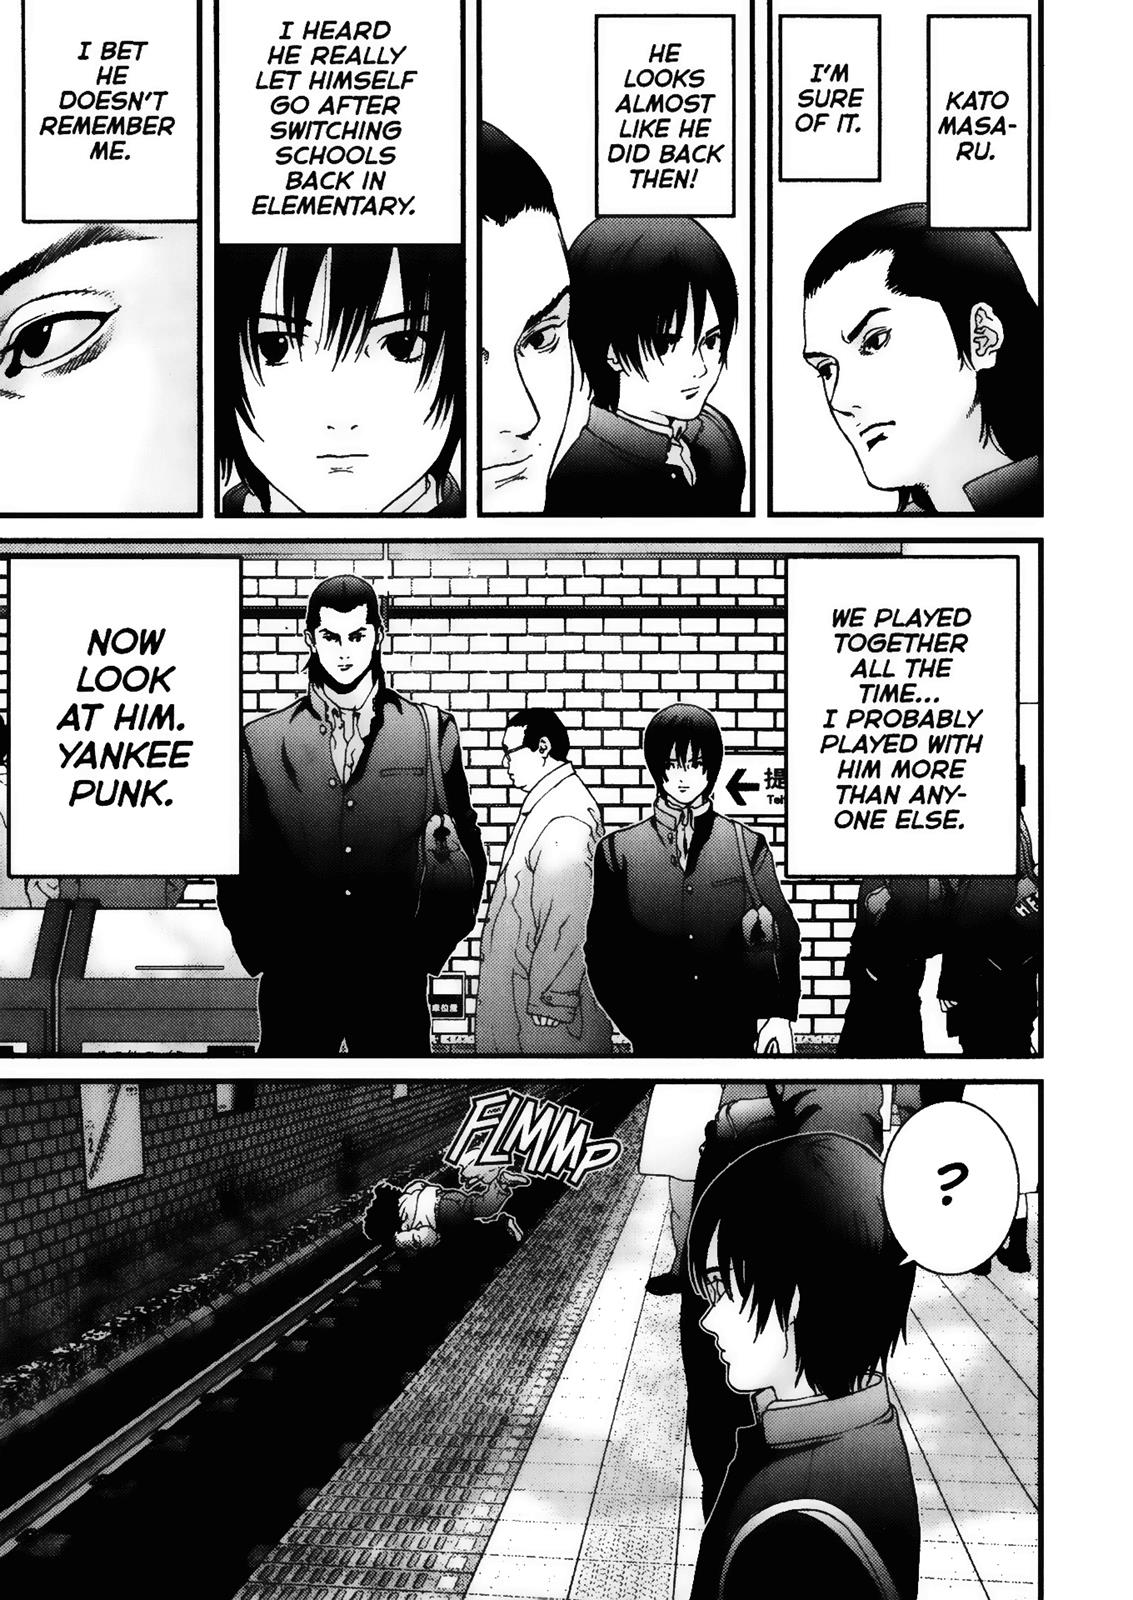 KATO
MASA-
RU.
I'M
SURE
OF IT.
HE
LOOKS
ALMOST
LIKE HE
DID BACK
THEN!
I HEARD
HE REALLY
LET HIMSELF
GO AFTER
SWITCHING
SCHOOLS
BACK IN
ELEMENTARY.
I BET
HE
DOESN'T
REMEMBER
ME.
WE PLAYED
TOGETHER
ALL THE
TIME...
I PROBABLY
PLAYED WITH
HIM MORE
THAN ANY-
ONE ELSE.
NOW
LOOK
AT HIM.
YANKEE
PUNK.
提
Tei
?
FLMMMP